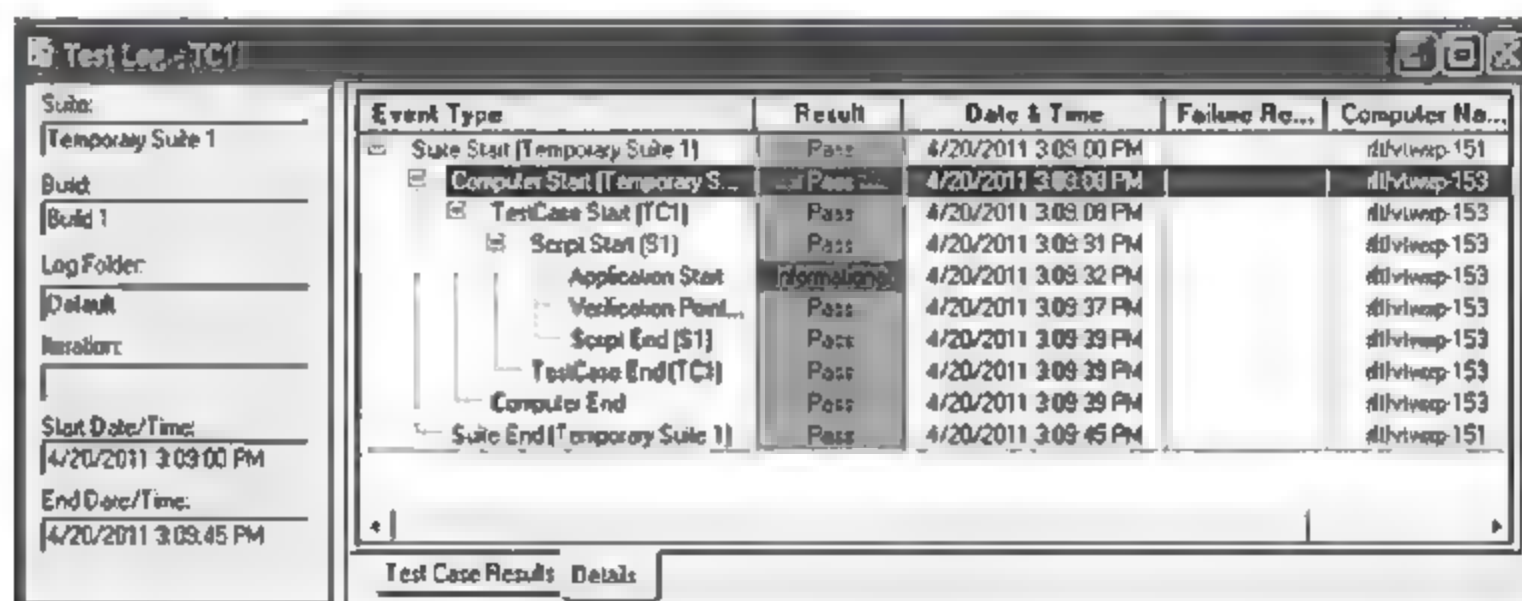 Test Log - TC1
Suite:
Temporary Suite 1
Build:
Build 1
Log Folder:
Default
Iteration:
Start Date/Time:
4/20/2011 3:09:00 PM
End Date/Time:
4/20/2011 3:09:45 PM
Event Type Result Date & Time Failure Re... Computer Na...
Suite Start (Temporary Suite 1) Pass 4/20/2011 3:09:00 PM
Computer Start (Temporary S... Pass 4/20/2011 3:09:08 PM
TestCase Start (TC1) Pass 4/20/2011 3:09:09 PM
Script Start (S1) Pass 4/20/2011 3:09:31 PM
Application Start Informational 4/20/2011 3:09:32 PM
Verification Point... Pass 4/20/2011 3:09:37 PM
Script End (S1) Pass 4/20/2011 3:09:39 PM
TestCase End (TC1) Pass 4/20/2011 3:09:39 PM
Computer End Pass 4/20/2011 3:09:39 PM
Suite End (Temporary Suite 1) Pass 4/20/2011 3:09:45 PM
Test Case Results Details